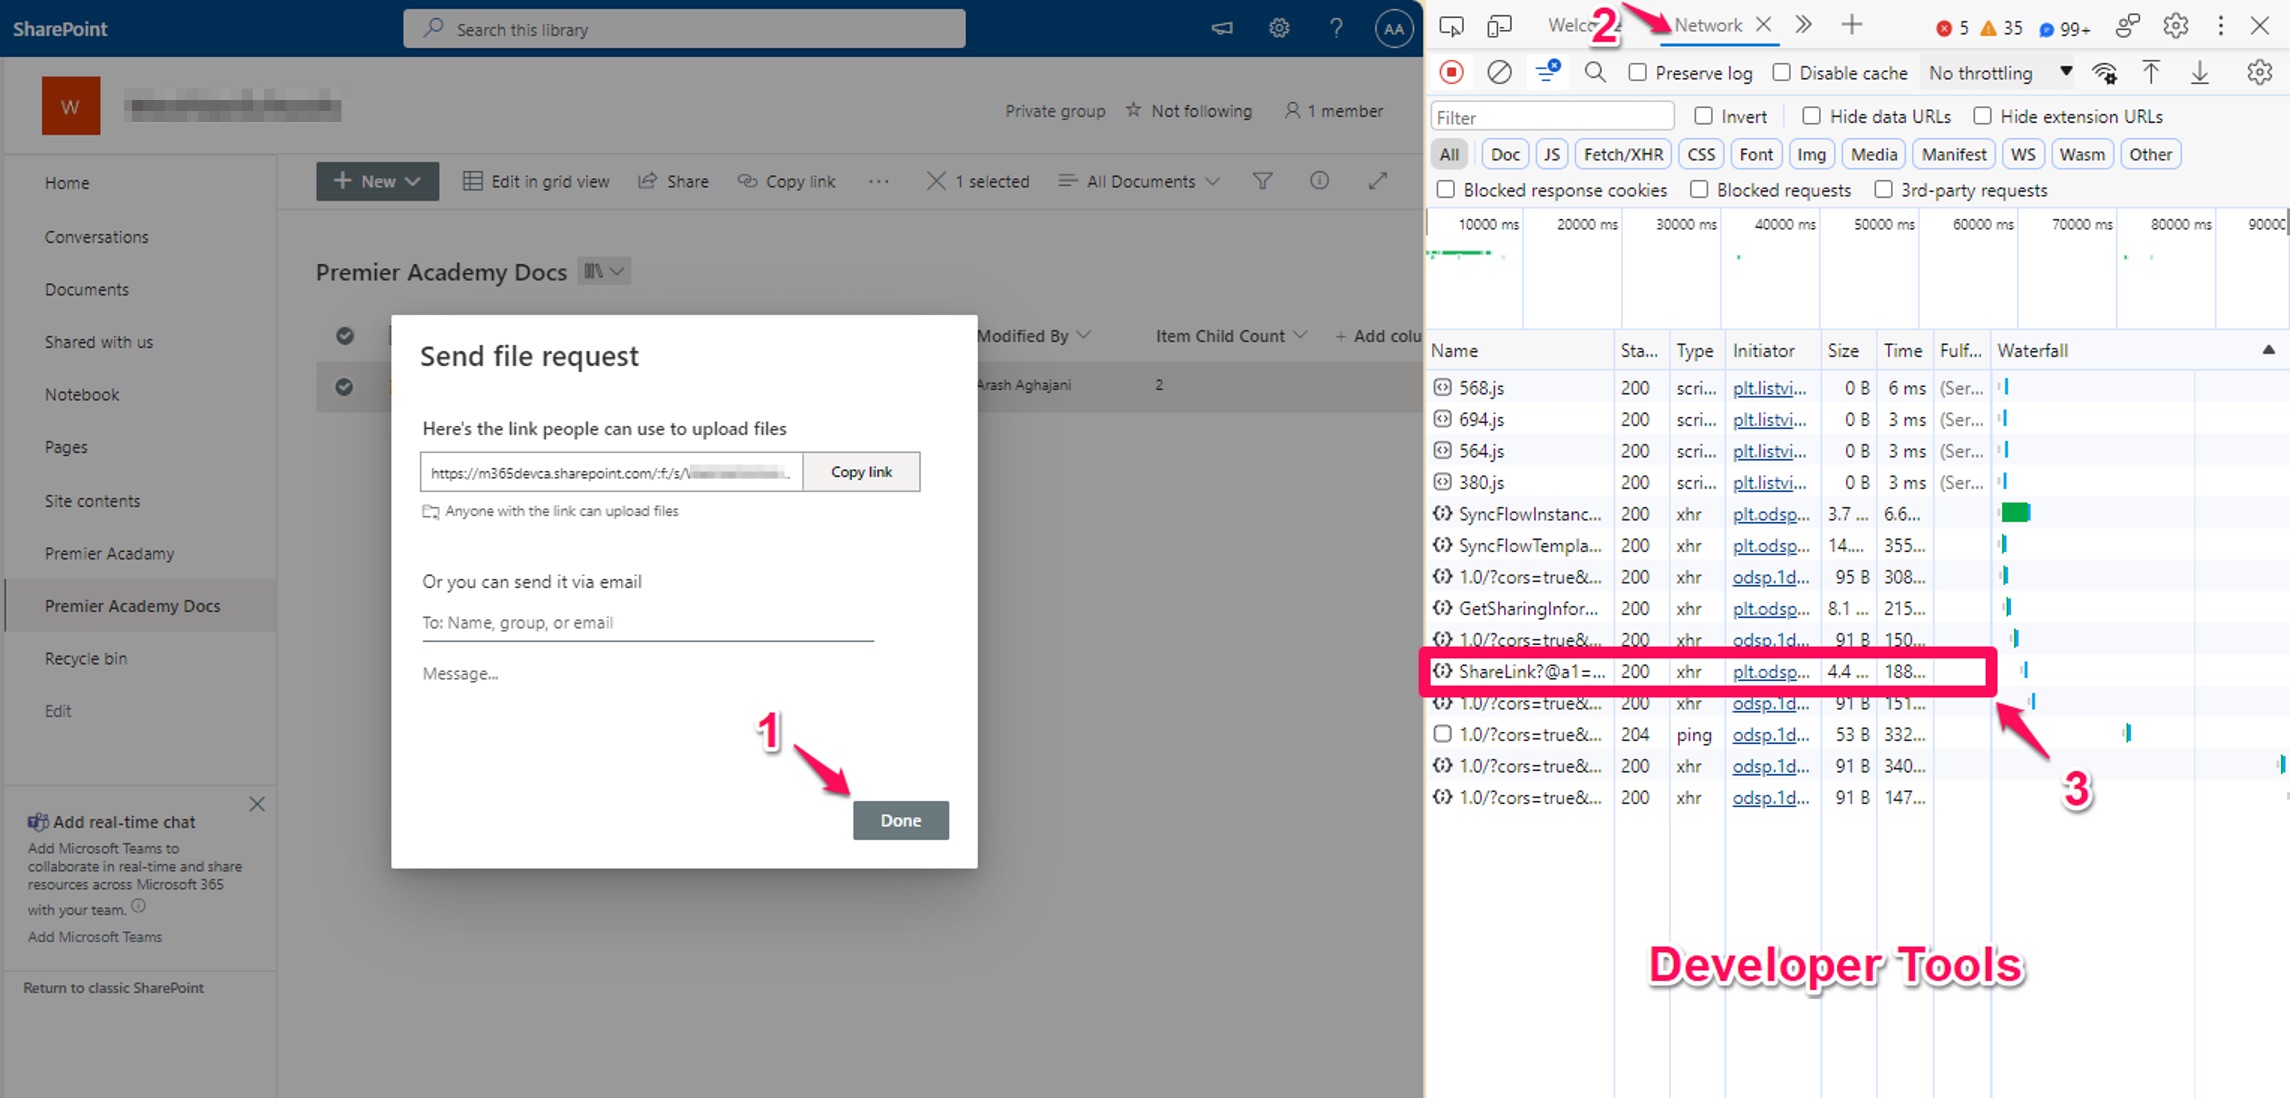 SharePoint
Search this library
?
AA
W
Private group
Not following
1 member
Home
Conversations
Documents
Shared with us
Notebook
Pages
Site contents
Premier Acadamy
Premier Academy Docs
Recycle bin
Edit
Add real-time chat
Add Microsoft Teams to
collaborate in real-time and share
resources across Microsoft 365
with your team.
Add Microsoft Teams
Return to classic SharePoint
+ New
Edit in grid view
Share
Copy link
...
1 selected
All Documents
Premier Academy Docs
Modified By
Item Child Count
+ Add colu
Arash Aghajani
2
Send file request
Here's the link people can use to upload files
https://m365devca.sharepoint.com/:f:/s/
Copy link
Anyone with the link can upload files
Or you can send it via email
To: Name, group, or email
Message...
1
Done
2
Network
5
35
99+
Preserve log
Disable cache
No throttling
Filter
Invert
Hide data URLs
Hide extension URLs
All Doc JS Fetch/XHR CSS Font Img Media Manifest WS Wasm Other
Blocked response cookies
Blocked requests
3rd-party requests
10000 ms 20000 ms 30000 ms 40000 ms 50000 ms 60000 ms 70000 ms 80000 ms 90000
Name Sta... Type Initiator Size Time Fulf... Waterfall
568.js 200 scri... plt.listvi... 0 B 6 ms (Ser...
694.js 200 scri... plt.listvi... 0 B 3 ms (Ser...
564.js 200 scri... plt.listvi... 0 B 3 ms (Ser...
380.js 200 scri... plt.listvi... 0 B 3 ms (Ser...
SyncFlowInstanc... 200 xhr plt.odsp... 3.7 ... 6.6...
SyncFlowTempla... 200 xhr plt.odsp... 14.... 355...
1.0/?cors=true&... 200 xhr odsp.1d... 95 B 308...
GetSharingInfor... 200 xhr plt.odsp... 8.1 ... 215...
1.0/?cors=true&... 200 xhr odsp.1d... 91 B 150...
ShareLink?@a1=... 200 xhr plt.odsp... 4.4 ... 188...
1.0/?cors=true&... 200 xhr odsp.1d... 91 B 151...
1.0/?cors=true&... 204 ping odsp.1d... 53 B 332...
1.0/?cors=true&... 200 xhr odsp.1d... 91 B 340...
1.0/?cors=true&... 200 xhr odsp.1d... 91 B 147...
3
Developer Tools